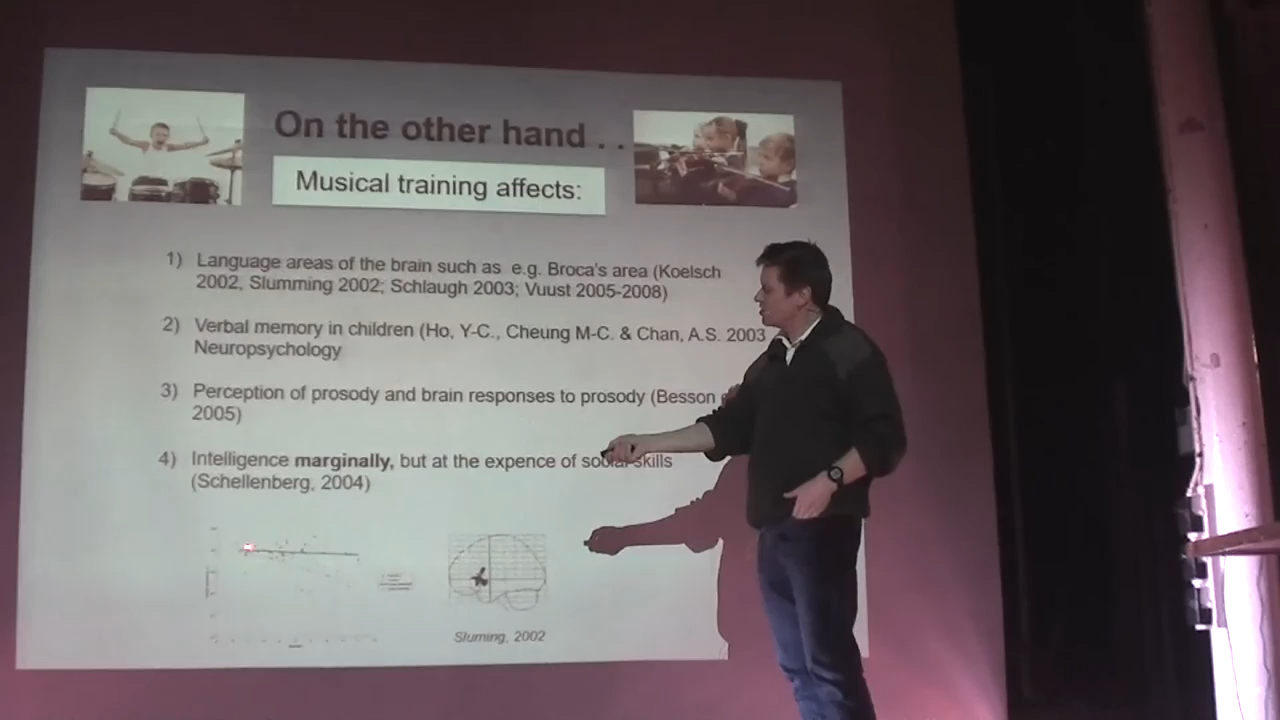 On the other hand . .
Musical training affects:
1) Language areas of the brain such as e.g. Broca's area (Koelsch
2002, Slumming 2002; Schlaugh 2003; Vuust 2005-2008)
2) Verbal memory in children (Ho, Y-C., Cheung M-C. & Chan, A.S. 2003
Neuropsychology
3) Perception of prosody and brain responses to prosody (Besson
2005)
4) Intelligence marginally, but at the expence of social skills
(Schellenberg, 2004)
Sluming, 2002